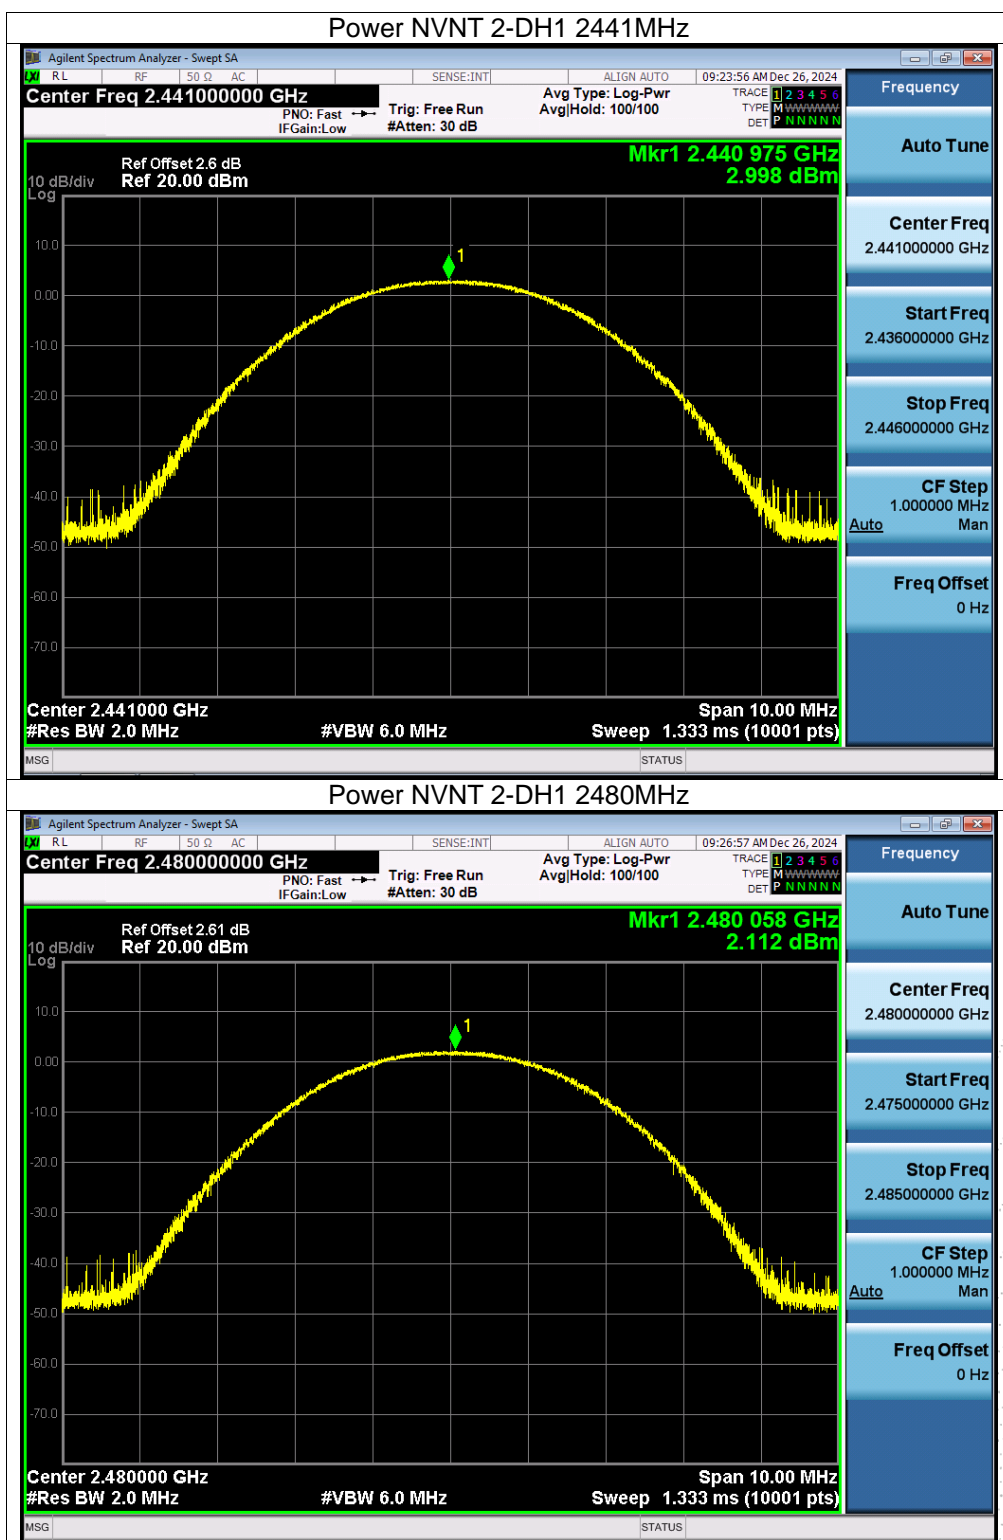 Power NVNT 2-DH1 2441MHz
Agilent Spectrum Analyzer - Swept SA
LXI RL RF 50 Ω AC SENSE:INT ALIGN AUTO 09:23:56 AM Dec 26, 2024
Center Freq 2.441000000 GHz
PNO: Fast
IFGain:Low
Trig: Free Run
#Atten: 30 dB
Avg Type: Log-Pwr
Avg|Hold: 100/100
TRACE 1 2 3 4 5 6
TYPE M WWWWW
DET P N N N N N
Frequency
Mkr1 2.440 975 GHz
2.998 dBm
Ref Offset 2.6 dB
10 dB/div Ref 20.00 dBm
Log
10.0
0.00
-10.0
-20.0
-30.0
-40.0
-50.0
-60.0
-70.0
1
Auto Tune
Center Freq
2.441000000 GHz
Start Freq
2.436000000 GHz
Stop Freq
2.446000000 GHz
CF Step
1.000000 MHz
Auto Man
Freq Offset
0 Hz
Center 2.441000 GHz Span 10.00 MHz
#Res BW 2.0 MHz #VBW 6.0 MHz Sweep 1.333 ms (10001 pts)
MSG STATUS
Power NVNT 2-DH1 2480MHz
Agilent Spectrum Analyzer - Swept SA
LXI RL RF 50 Ω AC SENSE:INT ALIGN AUTO 09:26:57 AM Dec 26, 2024
Center Freq 2.480000000 GHz
PNO: Fast
IFGain:Low
Trig: Free Run
#Atten: 30 dB
Avg Type: Log-Pwr
Avg|Hold: 100/100
TRACE 1 2 3 4 5 6
TYPE M WWWWW
DET P N N N N N
Frequency
Mkr1 2.480 058 GHz
2.112 dBm
Ref Offset 2.61 dB
10 dB/div Ref 20.00 dBm
Log
10.0
0.00
-10.0
-20.0
-30.0
-40.0
-50.0
-60.0
-70.0
1
Auto Tune
Center Freq
2.480000000 GHz
Start Freq
2.475000000 GHz
Stop Freq
2.485000000 GHz
CF Step
1.000000 MHz
Auto Man
Freq Offset
0 Hz
Center 2.480000 GHz Span 10.00 MHz
#Res BW 2.0 MHz #VBW 6.0 MHz Sweep 1.333 ms (10001 pts)
MSG STATUS